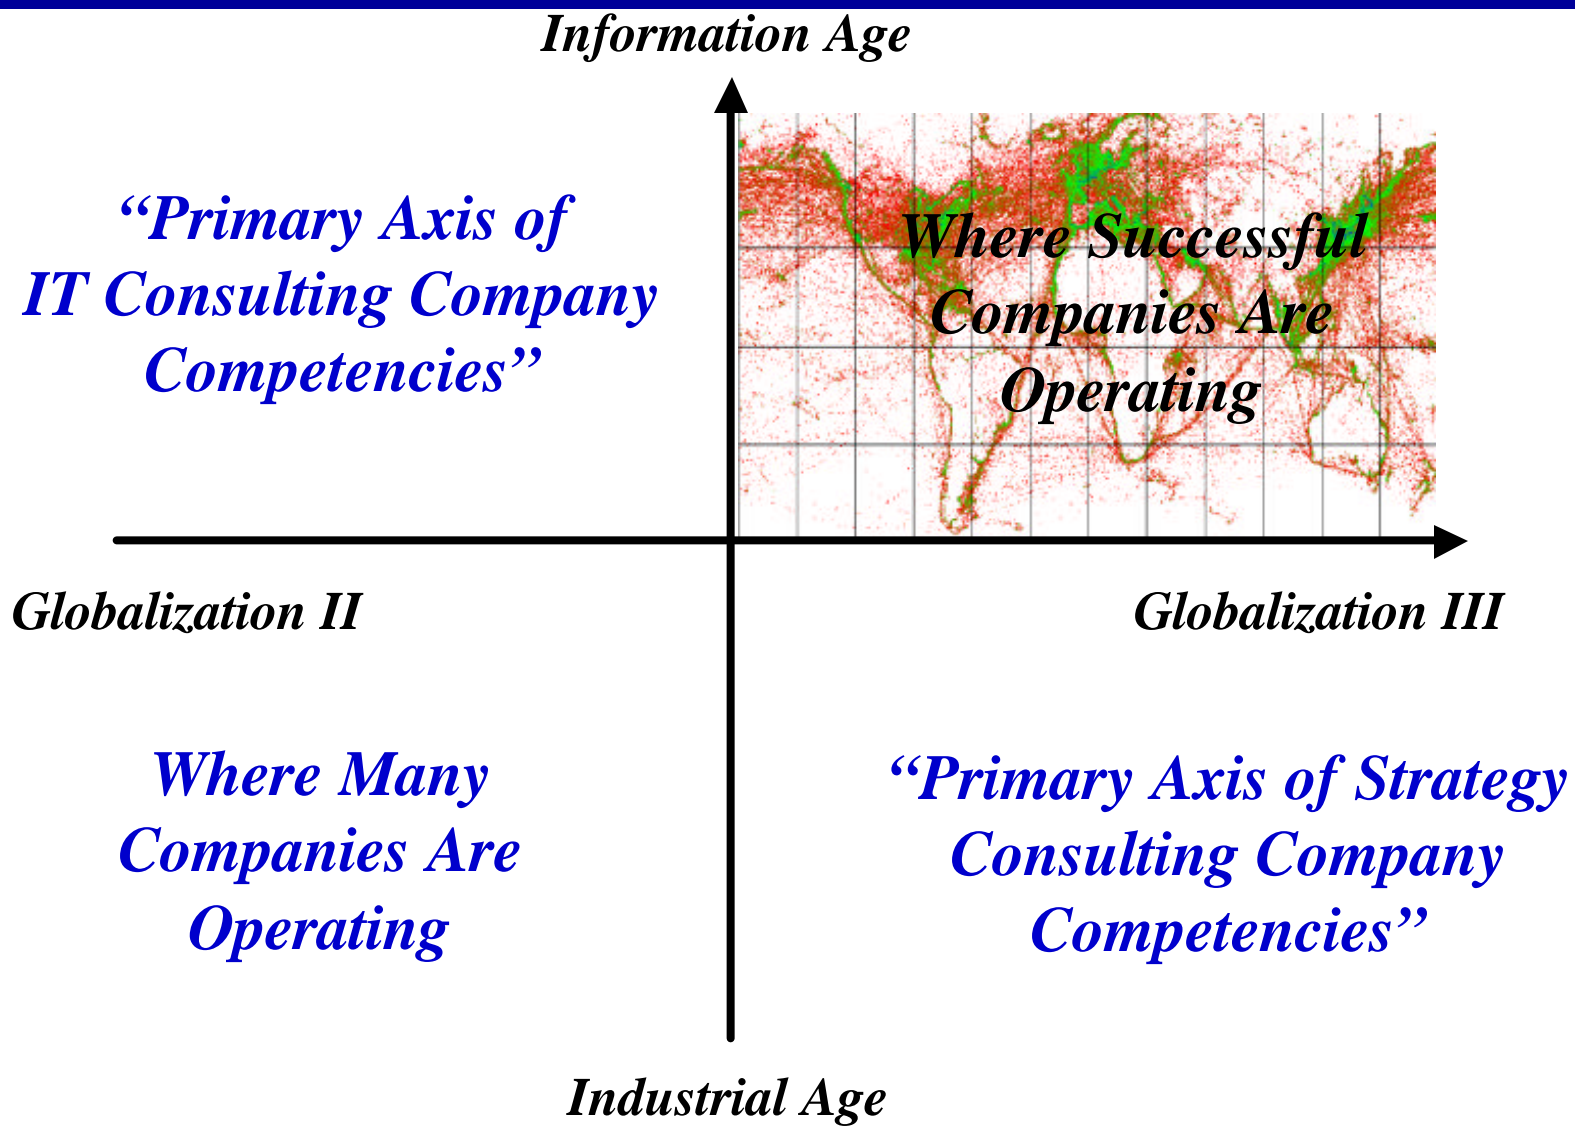 Information Age
“Primary Axis of
IT Consulting Company
Competencies”
Where Successful
Companies Are
Operating
Globalization II
Globalization III
Where Many
Companies Are
Operating
“Primary Axis of Strategy
Consulting Company
Competencies”
Industrial Age